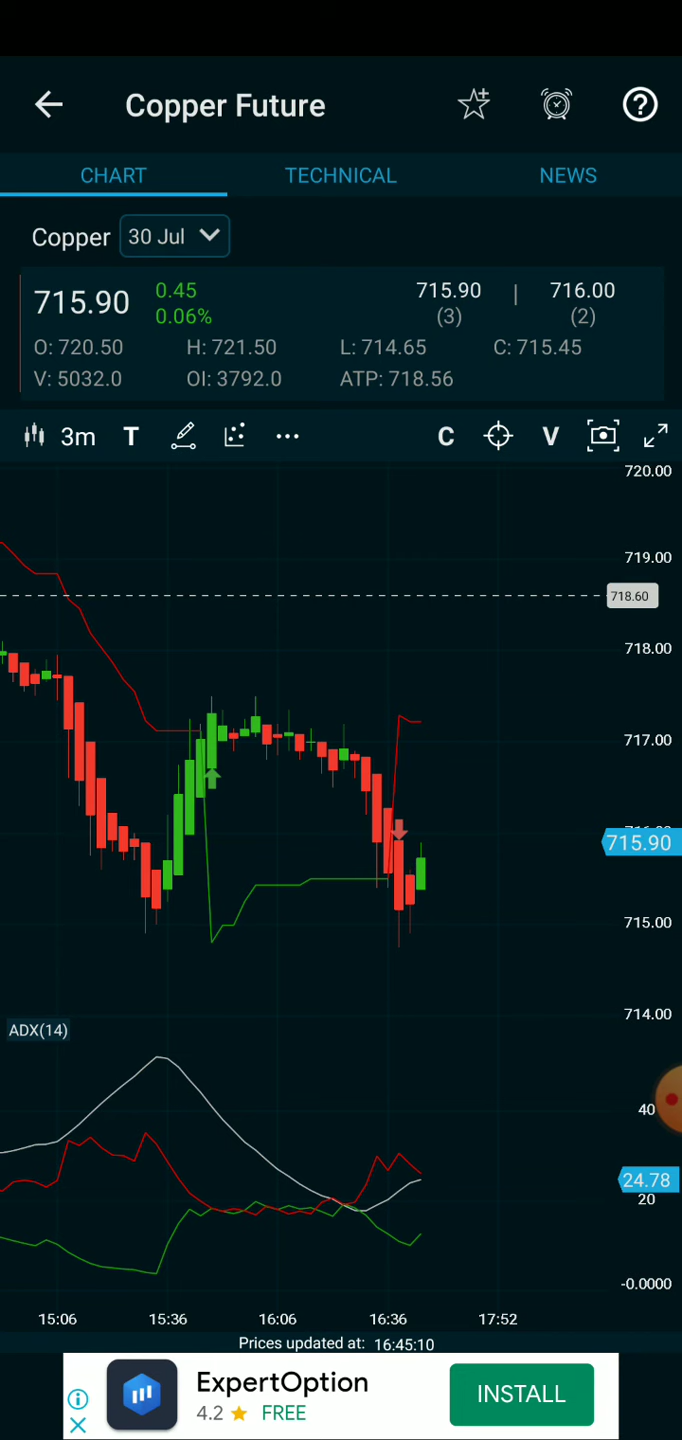 Copper Future
CHART TECHNICAL NEWS
Copper 30 Jul
715.90 0.45 715.90 | 716.00
0.06% (3) (2)
O: 720.50 H: 721.50 L: 714.65 C: 715.45
V: 5032.0 OI: 3792.0 ATP: 718.56
3m T C V
720.00
719.00
718.60
718.00
717.00
715.90
715.00
714.00
ADX(14)
40
24.78
20
-0.0000
15:06 15:36 16:06 16:36 17:52
Prices updated at: 16:45:10
ExpertOption
4.2 FREE
INSTALL